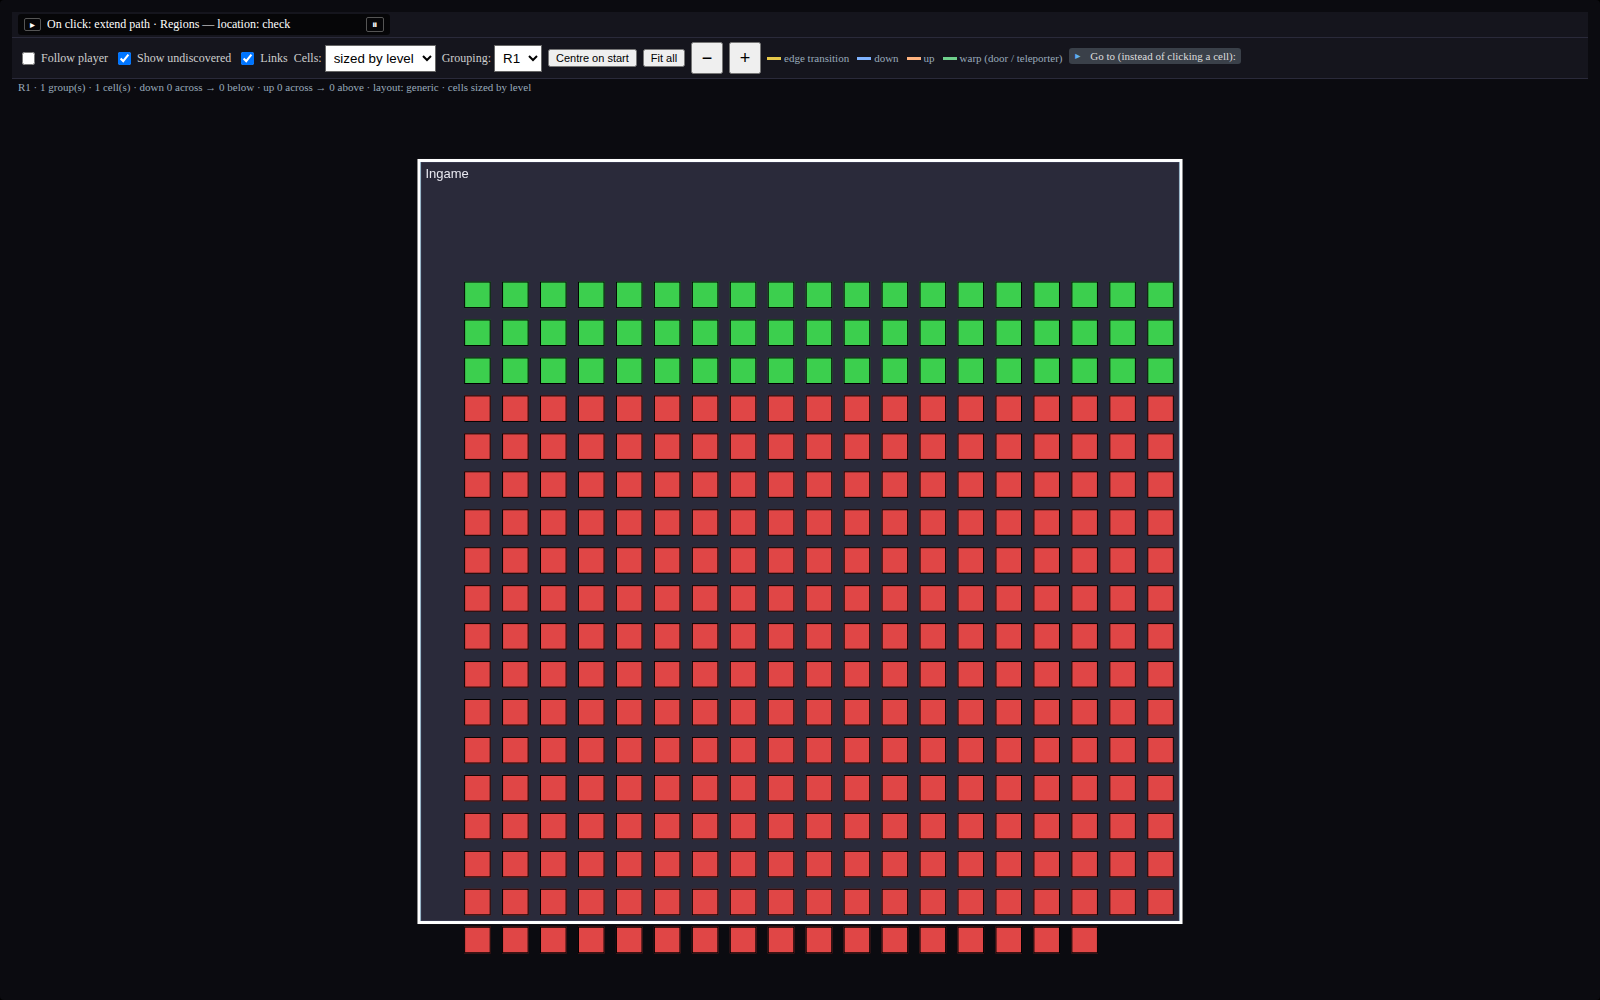 On click: extend path · Regions — location: check
Follow player Show undiscovered Links Cells: sized by level Grouping: R1 Centre on start Fit all − + edge transition down up warp (door / teleporter) Go to (instead of clicking a cell):
R1 · 1 group(s) · 1 cell(s) · down 0 across → 0 below · up 0 across → 0 above · layout: generic · cells sized by level
Ingame